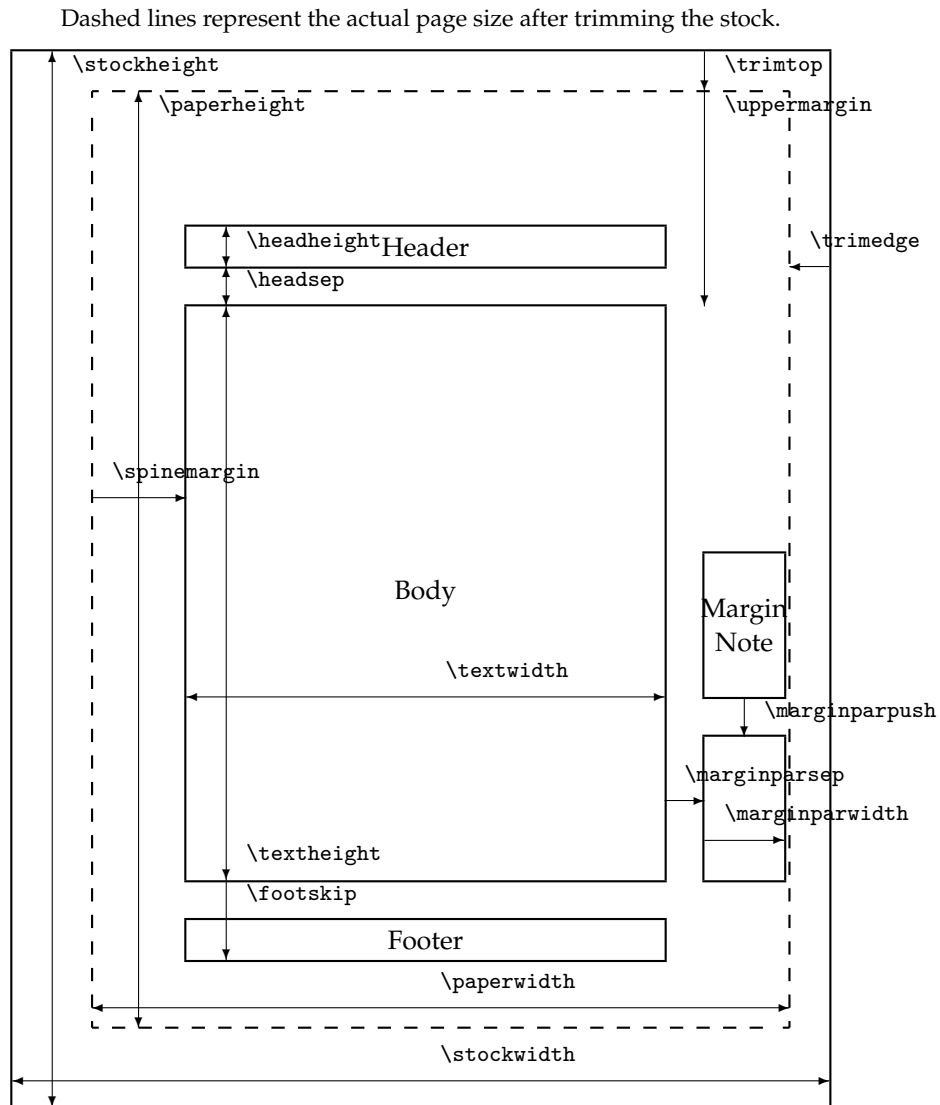 Dashed lines represent the actual page size after trimming the stock.
\stockheight
\trimtop
\paperheight
\uppermargin
\headheight
Header
\trimedge
\headsep
\spinemargin
Body
Margin
Note
\textwidth
\marginparpush
\marginparsep
\marginparwidth
\textheight
\footskip
Footer
\paperwidth
\stockwidth